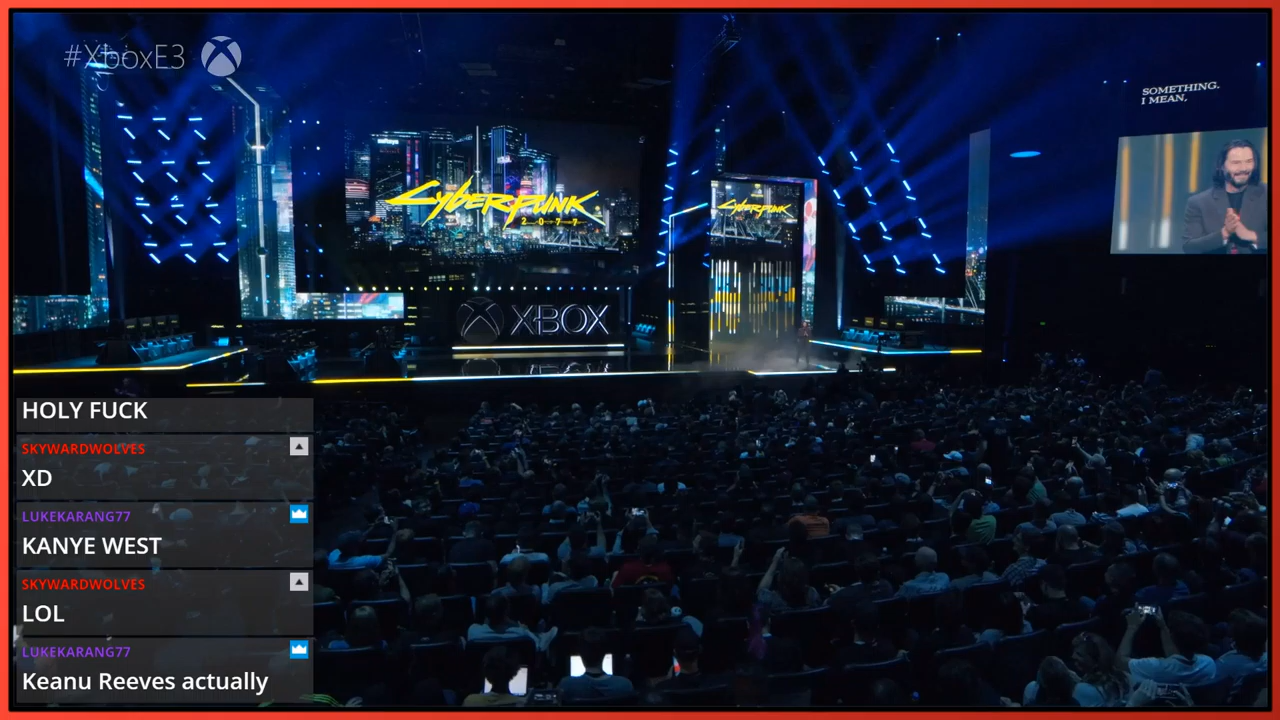 #XboxE3
SOMETHING.
I MEAN,
CYBERPUNK
2077
CYBERPUNK
XBOX
HOLY FUCK
SKYWARDWOLVES
XD
LUKEKARANG77
KANYE WEST
SKYWARDWOLVES
LOL
LUKEKARANG77
Keanu Reeves actually